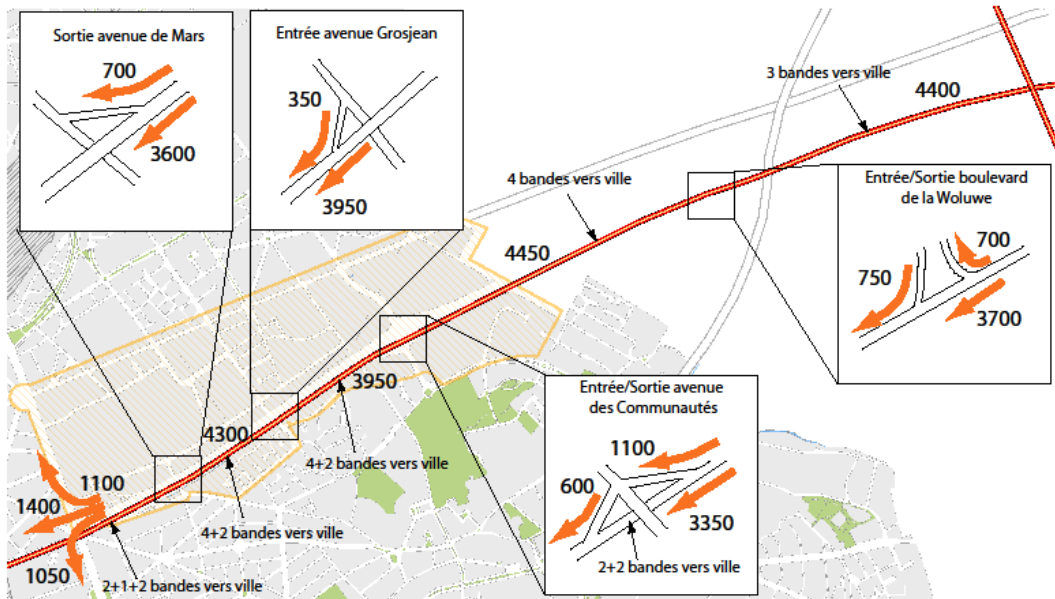 Sortie avenue de Mars
700
3600
Entrée avenue Grosjean
350
3950
3 bandes vers ville
4400
4 bandes vers ville
4450
Entrée/Sortie boulevard
de la Woluwe
700
750
3700
3950
4300
4+2 bandes vers ville
Entrée/Sortie avenue
des Communautés
1100
600
3350
2+2 bandes vers ville
1100
1400
1050
4+2 bandes vers ville
2+1+2 bandes vers ville